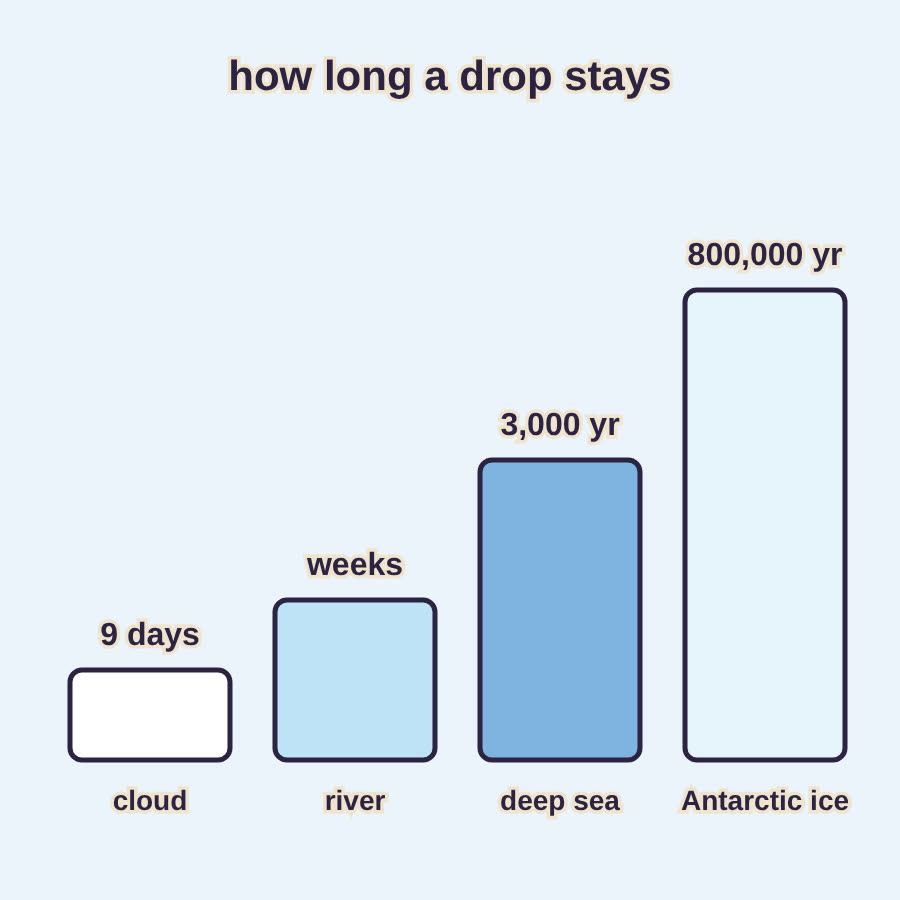 how long a drop stays
800,000 yr
3,000 yr
weeks
9 days
cloud
river
deep sea
Antarctic ice